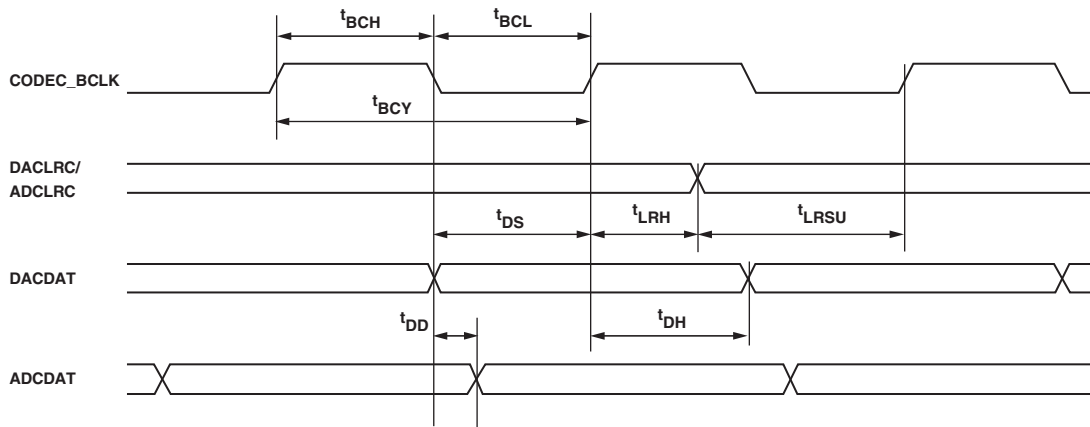 tBCH
tBCL
CODEC_BCLK
tBCY
DACLRC/
ADCLRC
tDS
tLRH
tLRSU
DACDAT
tDD
tDH
ADCDAT